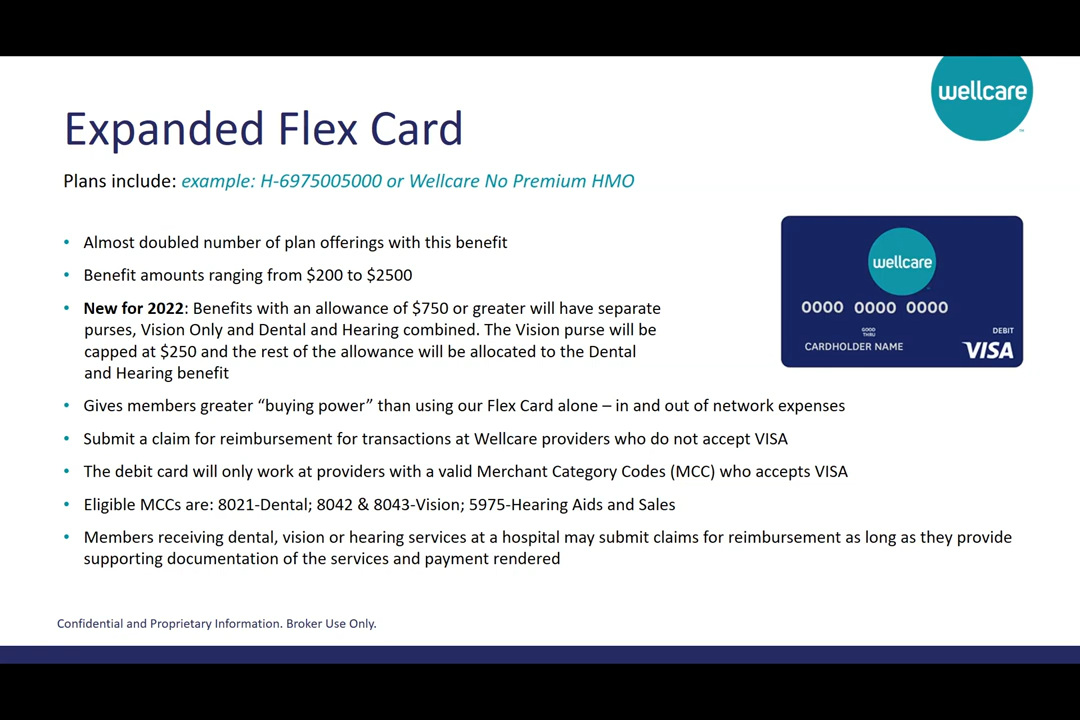 wellcare
Expanded Flex Card
Plans include: example: H-6975005000 or Wellcare No Premium HMO
• Almost doubled number of plan offerings with this benefit
• Benefit amounts ranging from $200 to $2500
• New for 2022: Benefits with an allowance of $750 or greater will have separate
purses, Vision Only and Dental and Hearing combined. The Vision purse will be
capped at $250 and the rest of the allowance will be allocated to the Dental
and Hearing benefit
wellcare
0000 0000 0000
GOOD
THRU
DEBIT
CARDHOLDER NAME
VISA
• Gives members greater “buying power” than using our Flex Card alone – in and out of network expenses
• Submit a claim for reimbursement for transactions at Wellcare providers who do not accept VISA
• The debit card will only work at providers with a valid Merchant Category Codes (MCC) who accepts VISA
• Eligible MCCs are: 8021-Dental; 8042 & 8043-Vision; 5975-Hearing Aids and Sales
• Members receiving dental, vision or hearing services at a hospital may submit claims for reimbursement as long as they provide
supporting documentation of the services and payment rendered
Confidential and Proprietary Information. Broker Use Only.